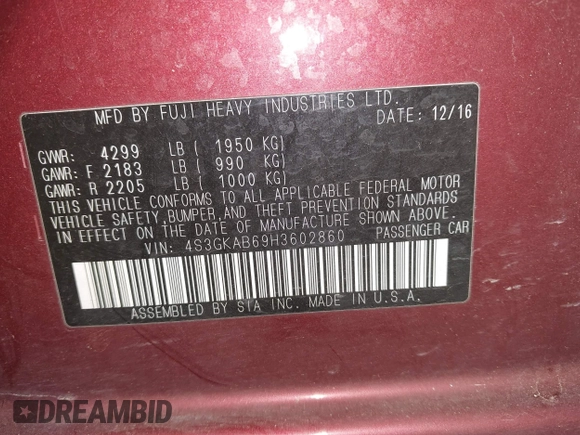 MFD BY FUJI HEAVY INDUSTRIES LTD.
DATE: 12/16
GVWR: 4299 LB ( 1950 KG)
GAWR: F 2183 LB ( 990 KG)
GAWR: R 2205 LB ( 1000 KG)
THIS VEHICLE CONFORMS TO ALL APPLICABLE FEDERAL MOTOR
VEHICLE SAFETY, BUMPER, AND THEFT PREVENTION STANDARDS
IN EFFECT ON THE DATE OF MANUFACTURE SHOWN ABOVE.
VIN: 4S3GKAB69H3602860 PASSENGER CAR
ASSEMBLED BY SIA INC. MADE IN U.S.A.
DREAMBID